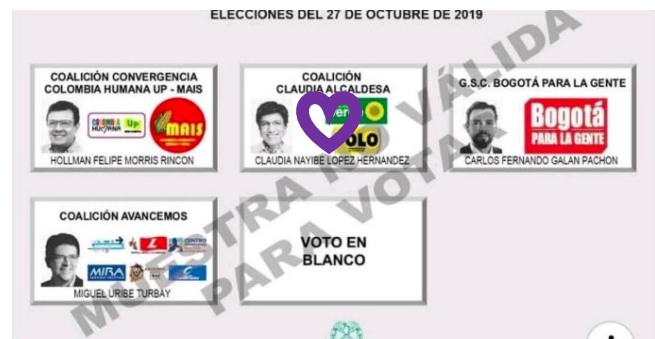 ELECCIONES DEL 27 DE OCTUBRE DE 2019
COALICIÓN CONVERGENCIA
COLOMBIA HUMANA UP - MAIS
COLOMBIA
HUMANA
Up
MAIS
HOLLMAN FELIPE MORRIS RINCON
COALICIÓN
CLAUDIA ALCALDESA
CLAUDIA NAYIBE LOPEZ HERNANDEZ
G.S.C. BOGOTÁ PARA LA GENTE
Bogotá
PARA LA GENTE
CARLOS FERNANDO GALAN PACHON
COALICIÓN AVANCEMOS
L
CENTRO
MIRA
MIGUEL URIBE TURBAY
VOTO EN
BLANCO
MUESTRA NO VÁLIDA
PARA VOTAR